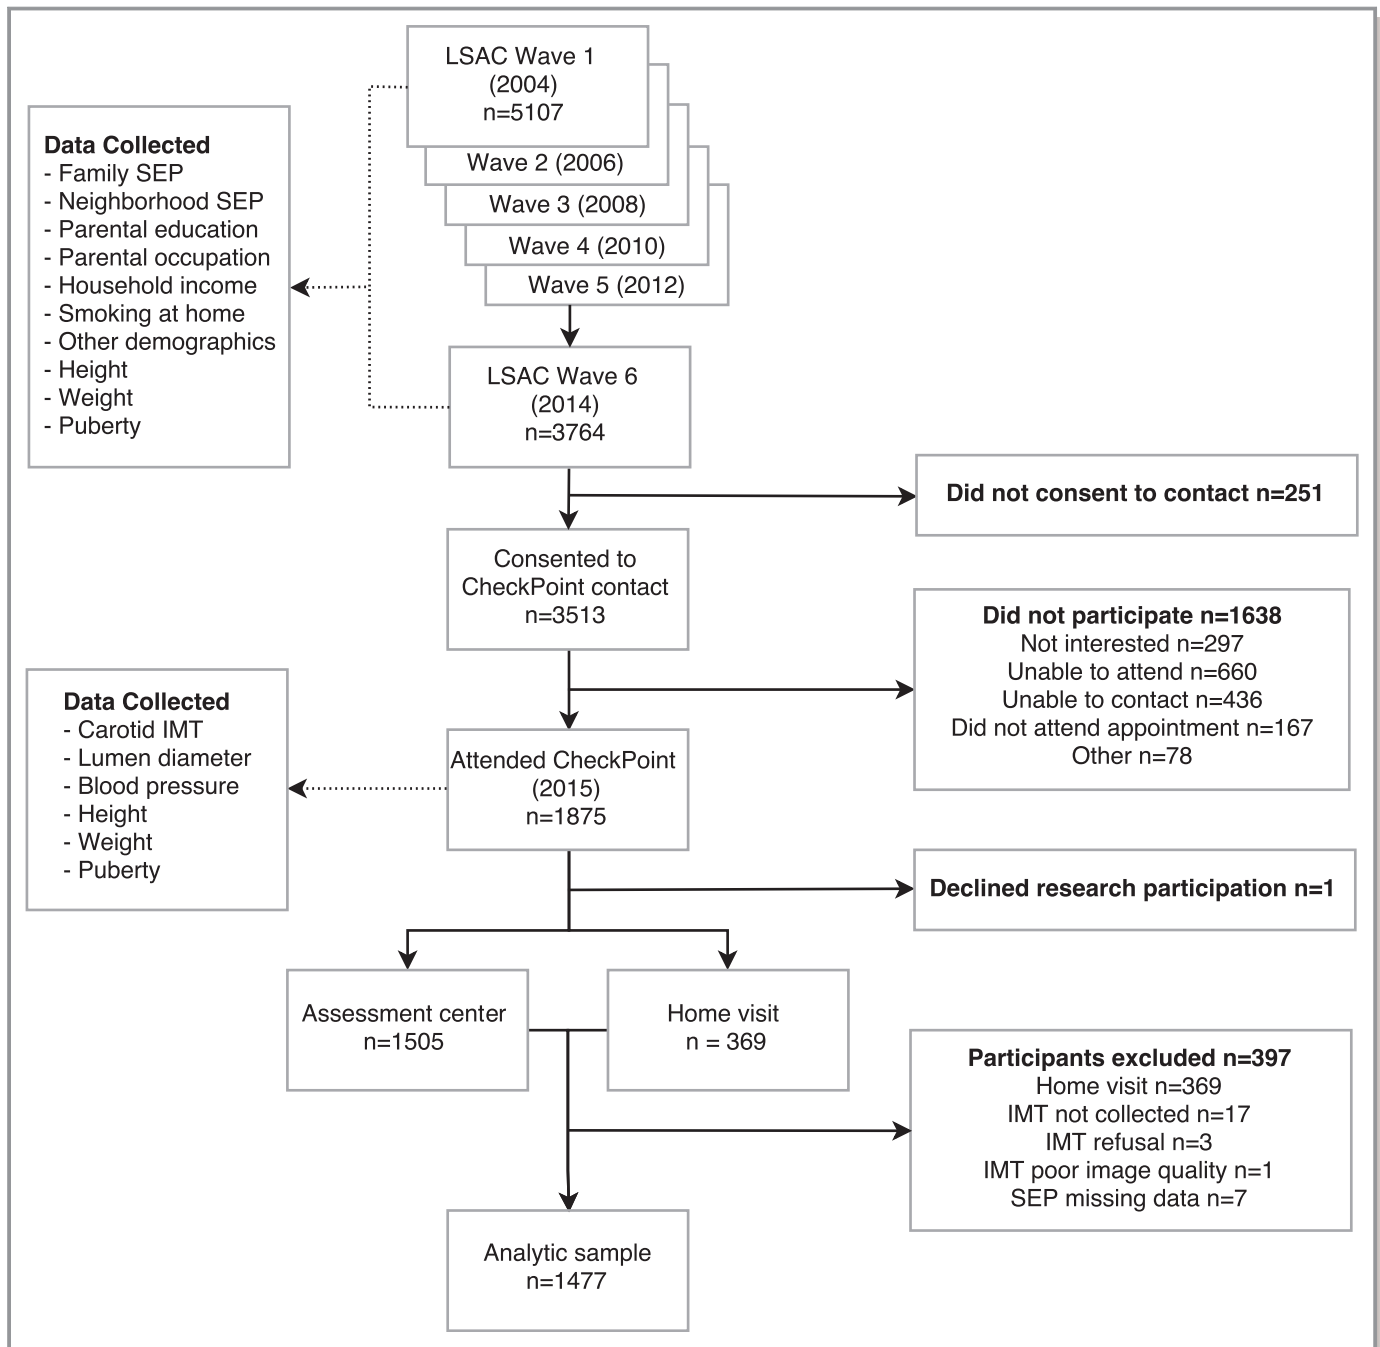 LSAC Wave 1
(2004)
n=5107
Wave 2 (2006)
Wave 3 (2008)
Wave 4 (2010)
Wave 5 (2012)
Data Collected
- Family SEP
- Neighborhood SEP
- Parental education
- Parental occupation
- Household income
- Smoking at home
- Other demographics
- Height
- Weight
- Puberty
LSAC Wave 6
(2014)
n=3764
Did not consent to contact n=251
Consented to
CheckPoint contact
n=3513
Did not participate n=1638
Not interested n=297
Unable to attend n=660
Unable to contact n=436
Did not attend appointment n=167
Other n=78
Data Collected
- Carotid IMT
- Lumen diameter
- Blood pressure
- Height
- Weight
- Puberty
Attended CheckPoint
(2015)
n=1875
Declined research participation n=1
Assessment center
n=1505
Home visit
n = 369
Participants excluded n=397
Home visit n=369
IMT not collected n=17
IMT refusal n=3
IMT poor image quality n=1
SEP missing data n=7
Analytic sample
n=1477